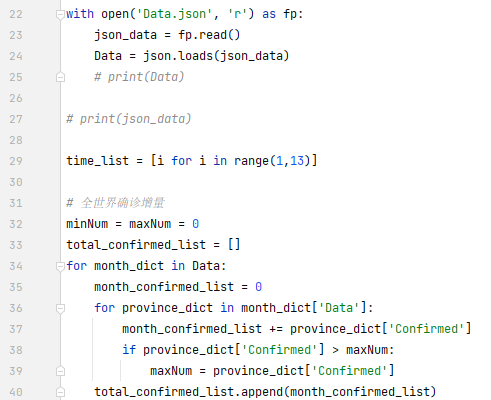 22 with open('Data.json', 'r') as fp:
23     json_data = fp.read()
24     Data = json.loads(json_data)
25     # print(Data)
26
27 # print(json_data)
28
29 time_list = [i for i in range(1,13)]
30
31 # 全世界确诊增量
32 minNum = maxNum = 0
33 total_confirmed_list = []
34 for month_dict in Data:
35     month_confirmed_list = 0
36     for province_dict in month_dict['Data']:
37         month_confirmed_list += province_dict['Confirmed']
38         if province_dict['Confirmed'] > maxNum:
39             maxNum = province_dict['Confirmed']
40     total_confirmed_list.append(month_confirmed_list)